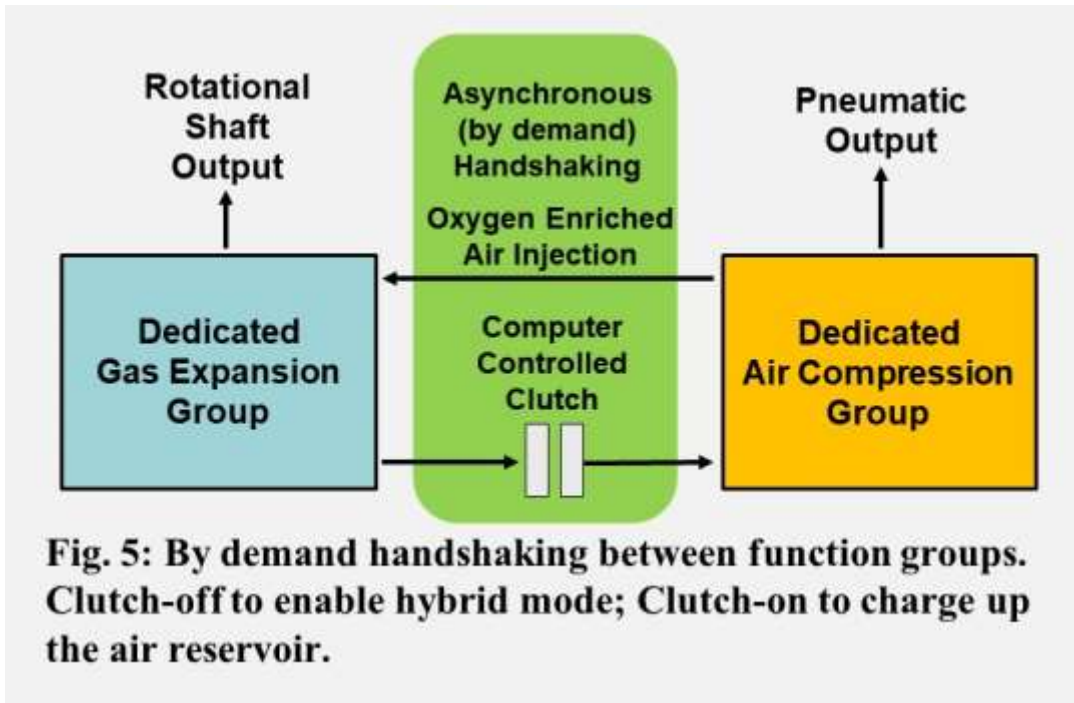 Rotational
Shaft
Output
Asynchronous
(by demand)
Handshaking
Pneumatic
Output
Oxygen Enriched
Air Injection
Dedicated
Gas Expansion
Group
Computer
Controlled
Clutch
Dedicated
Air Compression
Group
Fig. 5: By demand handshaking between function groups.
Clutch-off to enable hybrid mode; Clutch-on to charge up
the air reservoir.